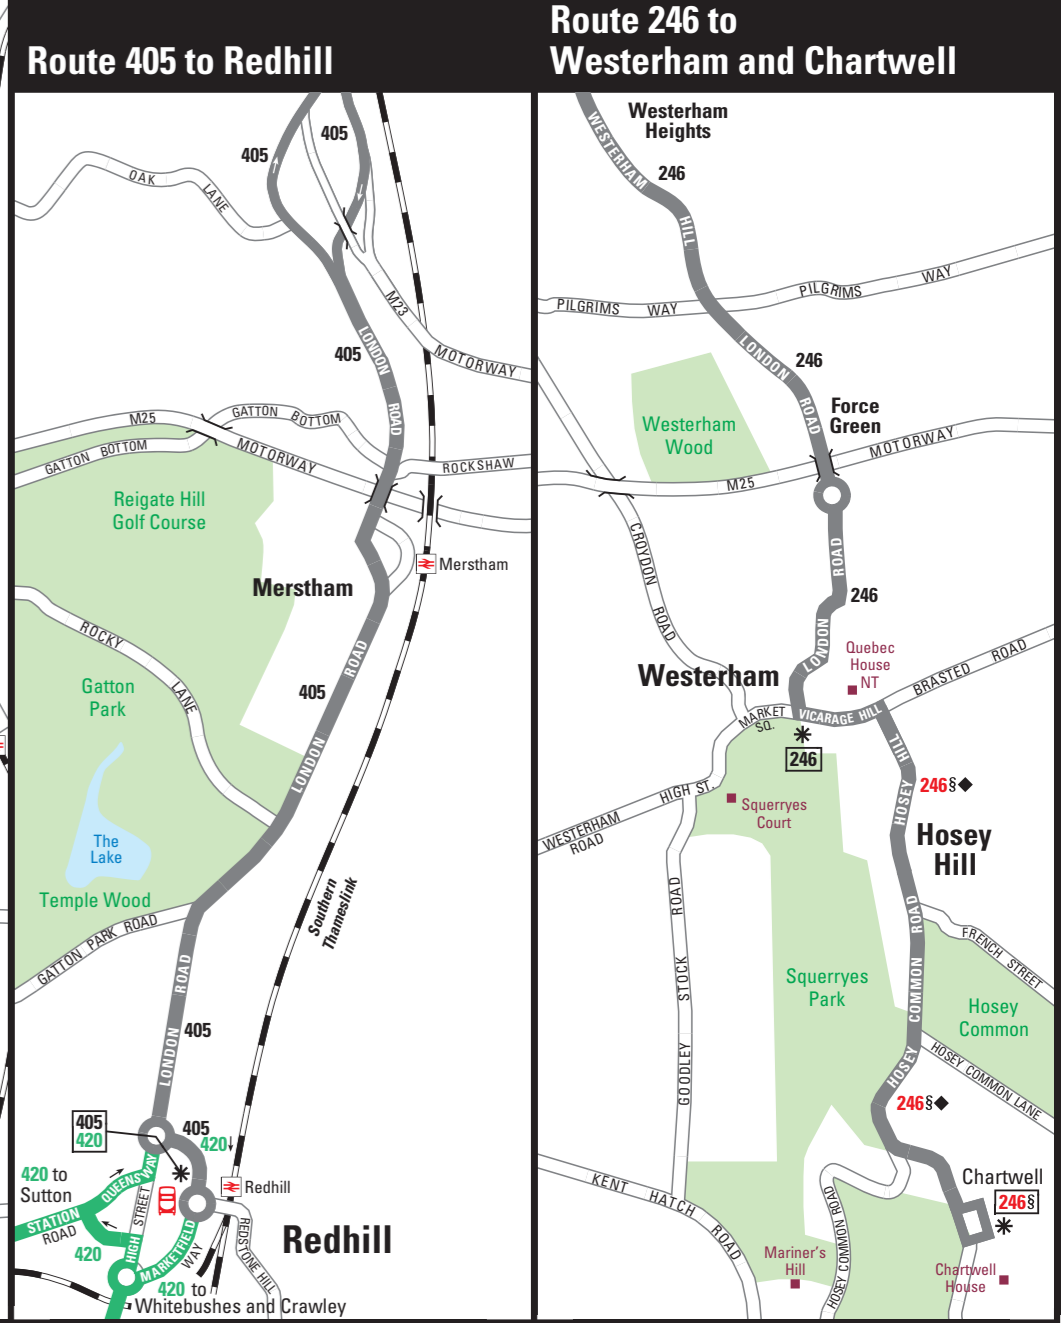 Route 405 to Redhill
405
405
OAK
LANE
M23
MOTORWAY
LONDON
405
ROAD
M25
GATTON BOTTOM
GATTON BOTTOM
MOTORWAY
ROCKSHAW
Reigate Hill
Golf Course
Merstham
Merstham
ROCKY
LANE
ROAD
405
Gatton
Park
LONDON
The
Lake
Temple Wood
GATTON PARK ROAD
Southern
Thameslink
ROAD
405
LONDON
405
420
405
420
420 to
Sutton
QUEENSWAY
STATION
ROAD
HIGH STREET
420
MARKETFIELD
WAY
Redhill
REDSTONE HILL
Redhill
420 to
Whitebushes and Crawley
Route 246 to
Westerham and Chartwell
Westerham
Heights
WESTERHAM
246
HILL
PILGRIMS WAY
PILGRIMS
WAY
LONDON
246
ROAD
Force
Green
Westerham
Wood
MOTORWAY
M25
CROYDON
ROAD
ROAD
246
LONDON
Quebec
House
NT
BRASTED ROAD
Westerham
MARKET
SQ.
VICARAGE HILL
246
HILL
246§◆
HOSEY
HIGH ST.
Squerryes
Court
WESTERHAM
ROAD
Hosey
Hill
ROAD
STOCK
GOODLEY
ROAD
FRENCH STREET
Squerryes
Park
COMMON
Hosey
Common
HOSEY
HOSEY COMMON LANE
246§◆
KENT HATCH
ROAD
Chartwell
246§
HOSEY COMMON ROAD
Mariner's
Hill
Chartwell
House